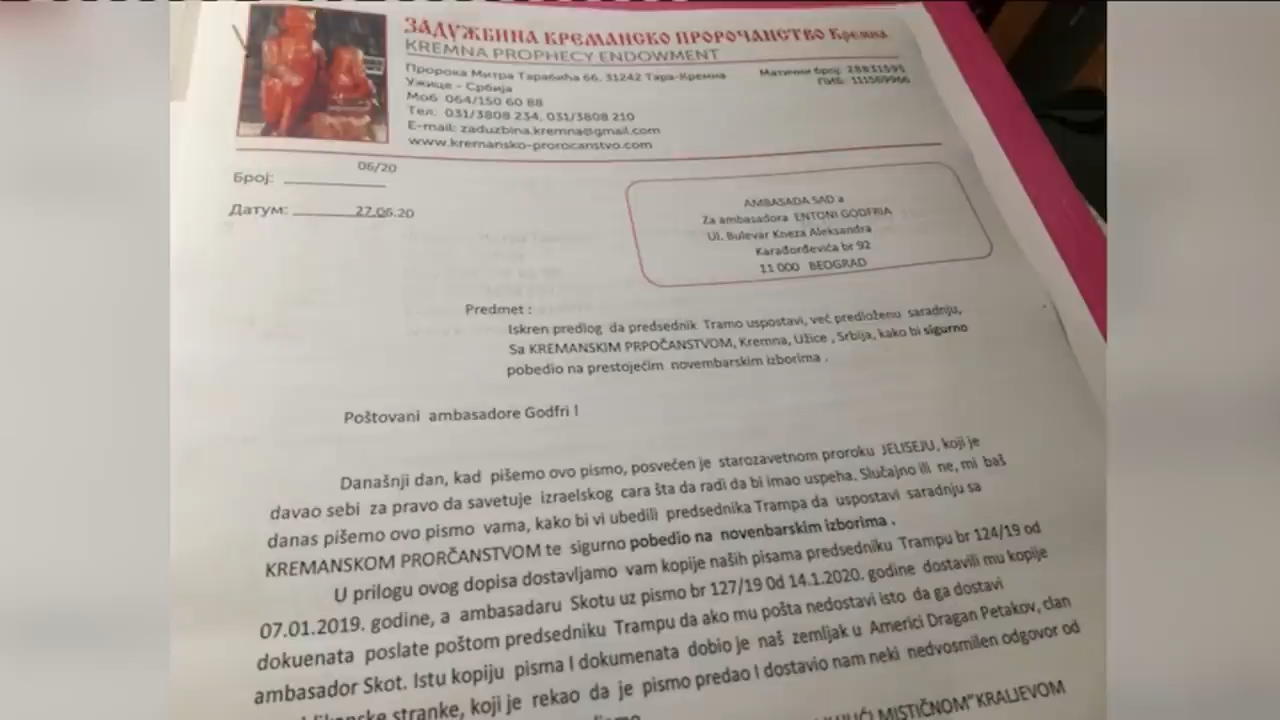 ЗАДУЖБИНА КРЕМАНСКО ПРОРОЧАНСТВО Кремна
KREMNA PROPHECY ENDOWMENT
Пророка Митра Тарабића 66, 31242 Тара-Кремна
Матични број: 28831595
Ужице - Србија
ПИБ: 111569966
Моб: 064/150 60 88
Тел: 031/3808 234, 031/3808 210
E-mail: zaduzbina.kremna@gmail.com
www.kremansko-prorocanstvo.com
Број: 06/20
Датум: 27.06.20
AMBASADA SAD a
Za ambasadora ENTONI GODFRIA
Ul. Bulevar Kneza Aleksandra
Karađorđevića br 92
11 000 BEOGRAD
Predmet :
Iskren predlog da predsednik Tramo uspostavi, već predloženu saradnju,
Sa KREMANSKIM PRPOČANSTVOM, Kremna, Užice , Srbija, kako bi sigurno
pobedio na prestojećim novembarskim izborima .
Poštovani ambasadore Godfri !
Današnji dan, kad pišemo ovo pismo, posvećen je starozavetnom proroku JELISEJU, koji je
davao sebi za pravo da savetuje izraelskog cara šta da radi da bi imao uspeha. Slučajno ili ne, mi baš
danas pišemo ovo pismo vama, kako bi vi ubedili predsednika Trampa da uspostavi saradnju sa
KREMANSKOM PRORČANSTVOM te sigurno pobedio na novenbarskim izborima .
U prilogu ovog dopisa dostavljamo vam kopije naših pisama predsedniku Trampu br 124/19 od
07.01.2019. godine, a ambasadaru Skotu uz pismo br 127/19 0d 14.1.2020. godine dostavili mu kopije
dokuenata poslate poštom predsedniku Trampu da ako mu pošta nedostavi isto da ga dostavi
ambasador Skot. Istu kopiju pisma I dokumenata dobio je naš zemljak u Americi Dragan Petakov, clan
stranke, koji je rekao da je pismo predao I dostavio nam neki nedvosmilen odgovor od
MISTIČNOM"KRALJEVOM